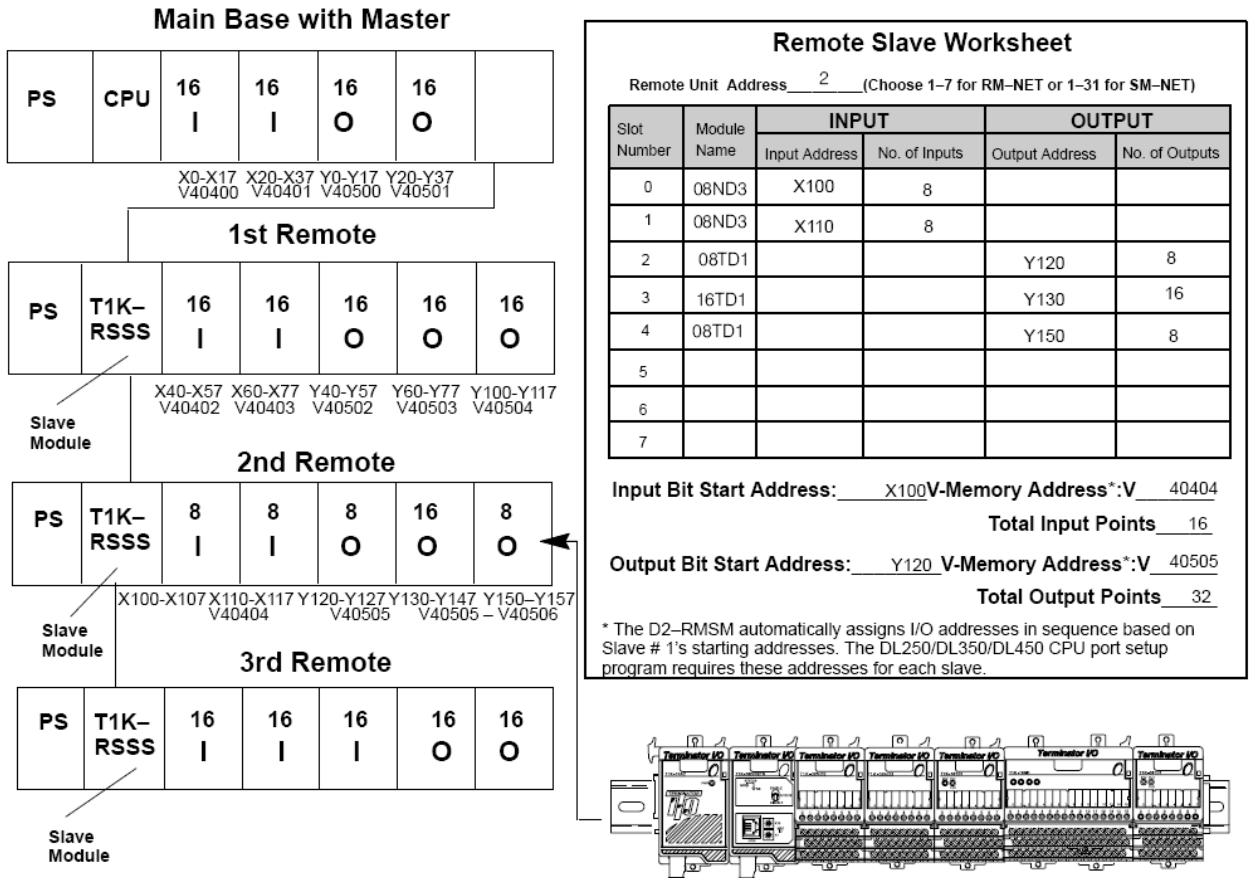 Main Base with Master
PS CPU 16 16 16 16
I I O O
X0-X17 X20-X37 Y0-Y17 Y20-Y37
V40400 V40401 V40500 V40501
1st Remote
PS T1K– 16 16 16 16 16
RSSS I I O O O
X40-X57 X60-X77 Y40-Y57 Y60-Y77 Y100-Y117
V40402 V40403 V40502 V40503 V40504
Slave
Module
2nd Remote
PS T1K– 8 8 8 16 8
RSSS I I O O O
X100-X107 X110-X117 Y120-Y127 Y130-Y147 Y150–Y157
V40404 V40505 V40505 – V40506
Slave
Module
3rd Remote
PS T1K– 16 16 16 16 16
RSSS I I I O O
Slave
Module
Remote Slave Worksheet
Remote Unit Address 2 (Choose 1–7 for RM–NET or 1–31 for SM–NET)
Slot Number Module Name INPUT OUTPUT
Input Address No. of Inputs Output Address No. of Outputs
0 08ND3 X100 8
1 08ND3 X110 8
2 08TD1 Y120 8
3 16TD1 Y130 16
4 08TD1 Y150 8
5
6
7
Input Bit Start Address: X100 V-Memory Address*:V 40404
Total Input Points 16
Output Bit Start Address: Y120 V-Memory Address*:V 40505
Total Output Points 32
* The D2–RMSM automatically assigns I/O addresses in sequence based on
Slave # 1's starting addresses. The DL250/DL350/DL450 CPU port setup
program requires these addresses for each slave.
Terminator I/O Terminator I/O Terminator I/O Terminator I/O Terminator I/O Terminator I/O Terminator I/O